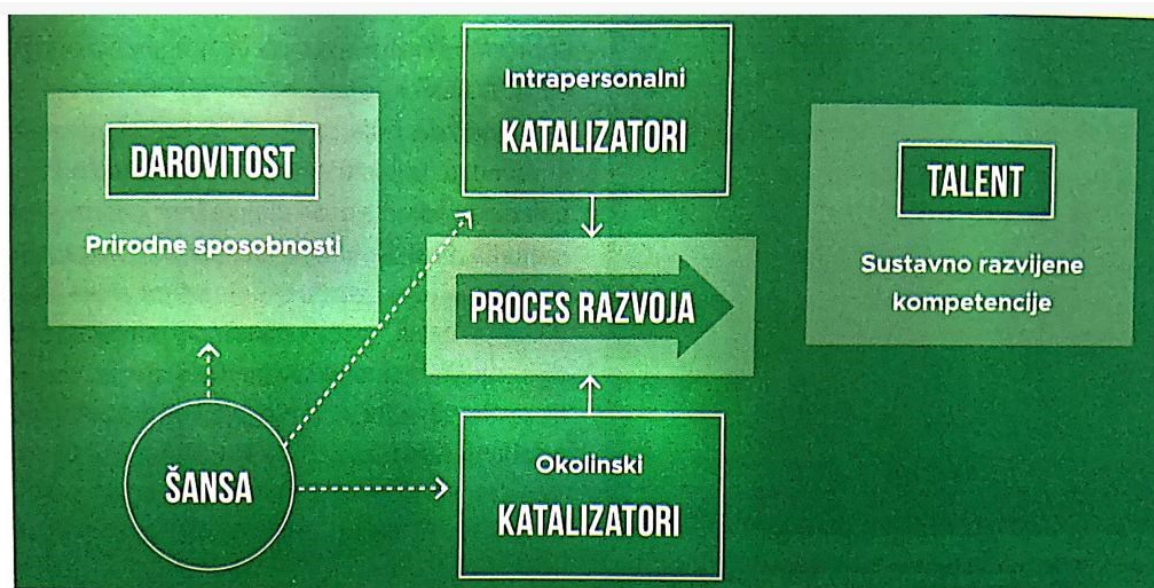 DAROVITOST
Prirodne sposobnosti
Intrapersonalni
KATALIZATORI
PROCES RAZVOJA
TALENT
Sustavno razvijene
kompetencije
ŠANSA
Okolinski
KATALIZATORI